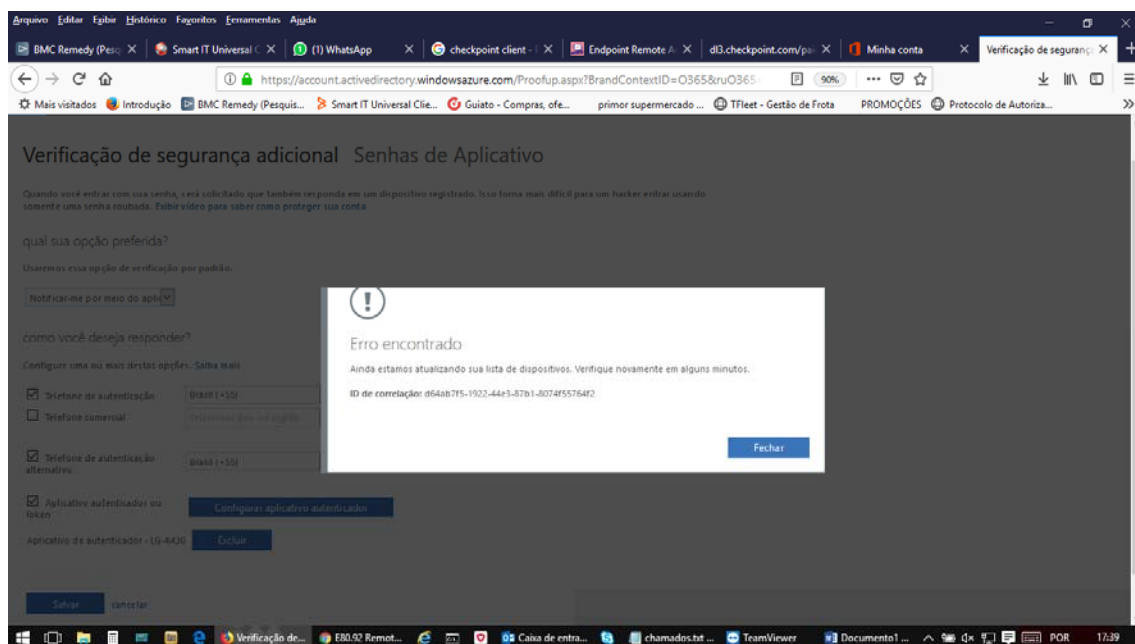 Arquivo Editar Exibir Histórico Favoritos Ferramentas Ajuda
BMC Remedy (Pesq
Smart IT Universal C
(1) WhatsApp
checkpoint client -
Endpoint Remote A
dl3.checkpoint.com/pa
Minha conta
Verificação de seguranç
https://account.activedirectory.windowsazure.com/Proofup.aspx?BrandContextID=O365&ruO365
90%
Mais visitados
Introdução
BMC Remedy (Pesquis...
Smart IT Universal Clie...
Guiato - Compras, ofe...
primor supermercado ...
TFleet - Gestão de Frota
PROMOÇÕES
Protocolo de Autoriza...
Verificação de segurança adicional Senhas de Aplicativo
Quando você entrar com sua senha, será solicitado que também responda em um dispositivo registrado. Isso torna mais difícil para um hacker entrar usando
somente uma senha roubada. Exibir vídeo para saber como proteger sua conta
qual sua opção preferida?
Usaremos essa opção de verificação por padrão.
Notificar-me por meio do aplic
como você deseja responder?
Configure uma ou mais destas opções. Saiba mais
Telefone de autenticação
Brasil (+55)
Telefone comercial
Telefone de autenticação
alternativo
Brasil (+55)
Aplicativo autenticador ou
Token
Configurar aplicativo autenticador
Aplicativo de autenticador - LG-
Excluir
Salvar
cancelar
Erro encontrado
Ainda estamos atualizando sua lista de dispositivos. Verifique novamente em alguns minutos.
ID de correlação: d64ab7f5-1922-44e3-87b1-8074f55764f2
Fechar
Verificação de...
E80.92 Remot...
Caixa de entra...
chamados.txt ...
TeamViewer
Documento1 ...
POR
17:39